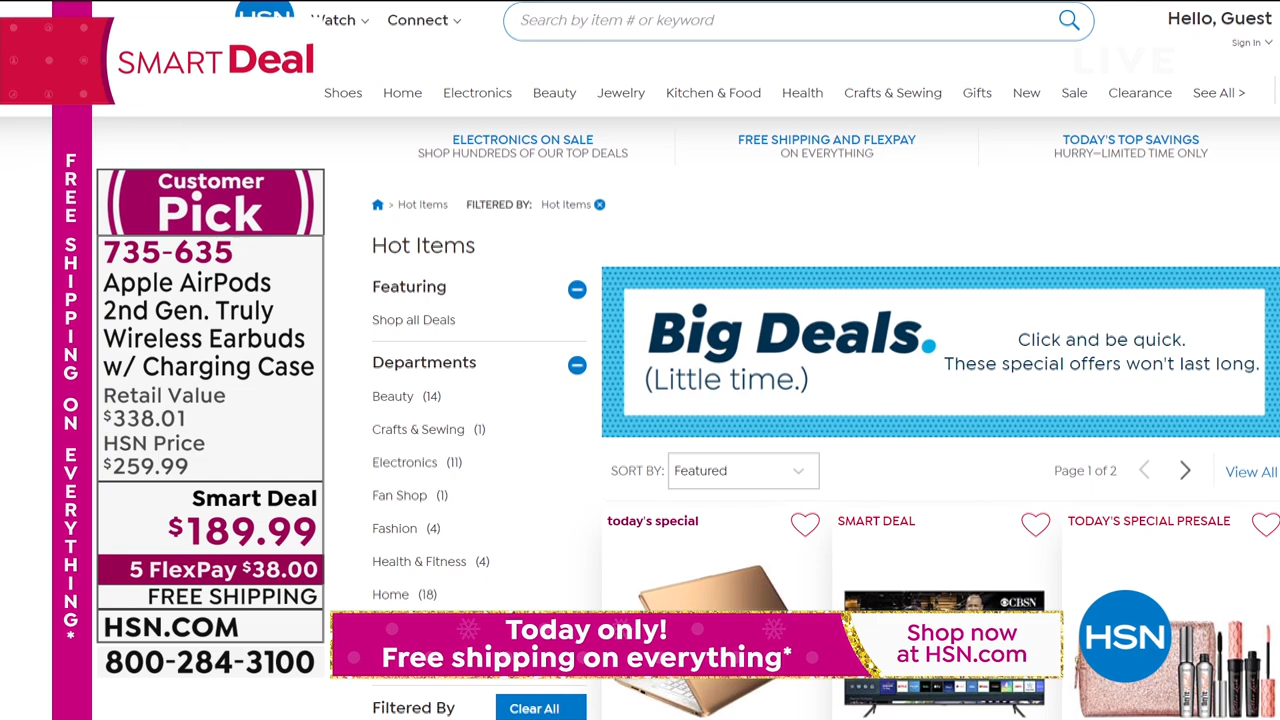 HSN
Watch
Connect
Search by item # or keyword
Hello, Guest
Sign In
LIVE
SMART Deal
Shoes
Home
Electronics
Beauty
Jewelry
Kitchen & Food
Health
Crafts & Sewing
Gifts
New
Sale
Clearance
See All >
ELECTRONICS ON SALE
SHOP HUNDREDS OF OUR TOP DEALS
FREE SHIPPING AND FLEXPAY
ON EVERYTHING
TODAY'S TOP SAVINGS
HURRY—LIMITED TIME ONLY
FREE SHIPPING ON EVERYTHING*
Customer
Pick
735-635
Apple AirPods
2nd Gen. Truly
Wireless Earbuds
w/ Charging Case
Retail Value
$338.01
HSN Price
$259.99
Smart Deal
$189.99
5 FlexPay $38.00
FREE SHIPPING
HSN.COM
800-284-3100
> Hot Items
FILTERED BY: Hot Items
Hot Items
Featuring
Shop all Deals
Departments
Beauty (14)
Crafts & Sewing (1)
Electronics (11)
Fan Shop (1)
Fashion (4)
Health & Fitness (4)
Home (18)
Filtered By
Clear All
Big Deals.
(Little time.)
Click and be quick.
These special offers won't last long.
SORT BY: Featured
Page 1 of 2
View All
today's special
SMART DEAL
TODAY'S SPECIAL PRESALE
CBSN
Today only!
Free shipping on everything*
Shop now
at HSN.com
HSN